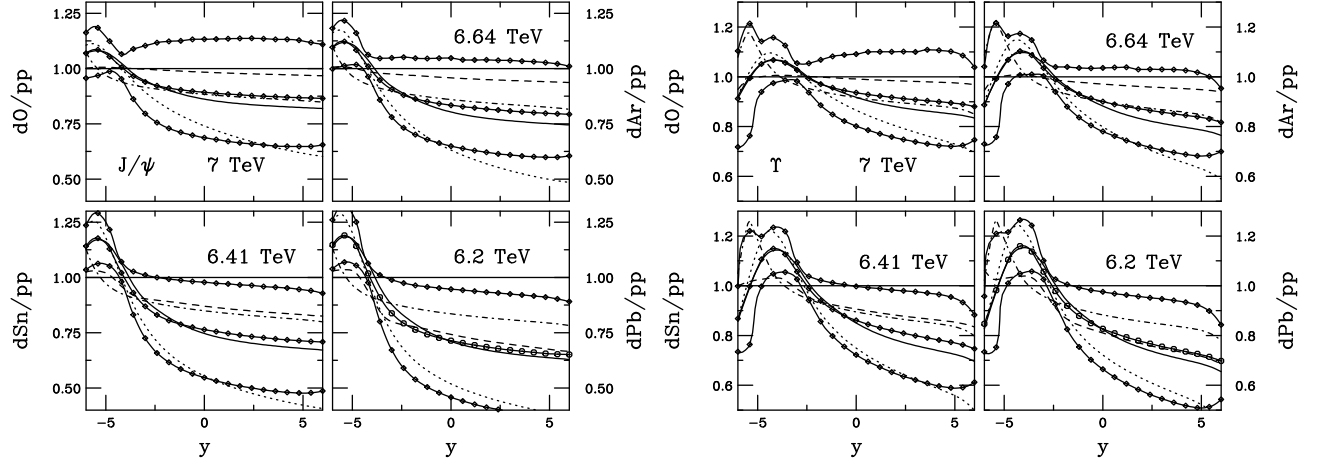 1.25
1.00
0.75
0.50
dO/pp
J/ψ 7 TeV
6.64 TeV
1.25
1.00
0.75
0.50
dAr/pp
1.25
1.00
0.75
0.50
dSn/pp
6.41 TeV
−5 0 5
y
6.2 TeV
1.25
1.00
0.75
0.50
dPb/pp
−5 0 5
y
1.2
1.0
0.8
0.6
dO/pp
ϒ 7 TeV
6.64 TeV
1.2
1.0
0.8
0.6
dAr/pp
1.2
1.0
0.8
0.6
dSn/pp
6.41 TeV
−5 0 5
y
6.2 TeV
1.2
1.0
0.8
0.6
dPb/pp
−5 0 5
y